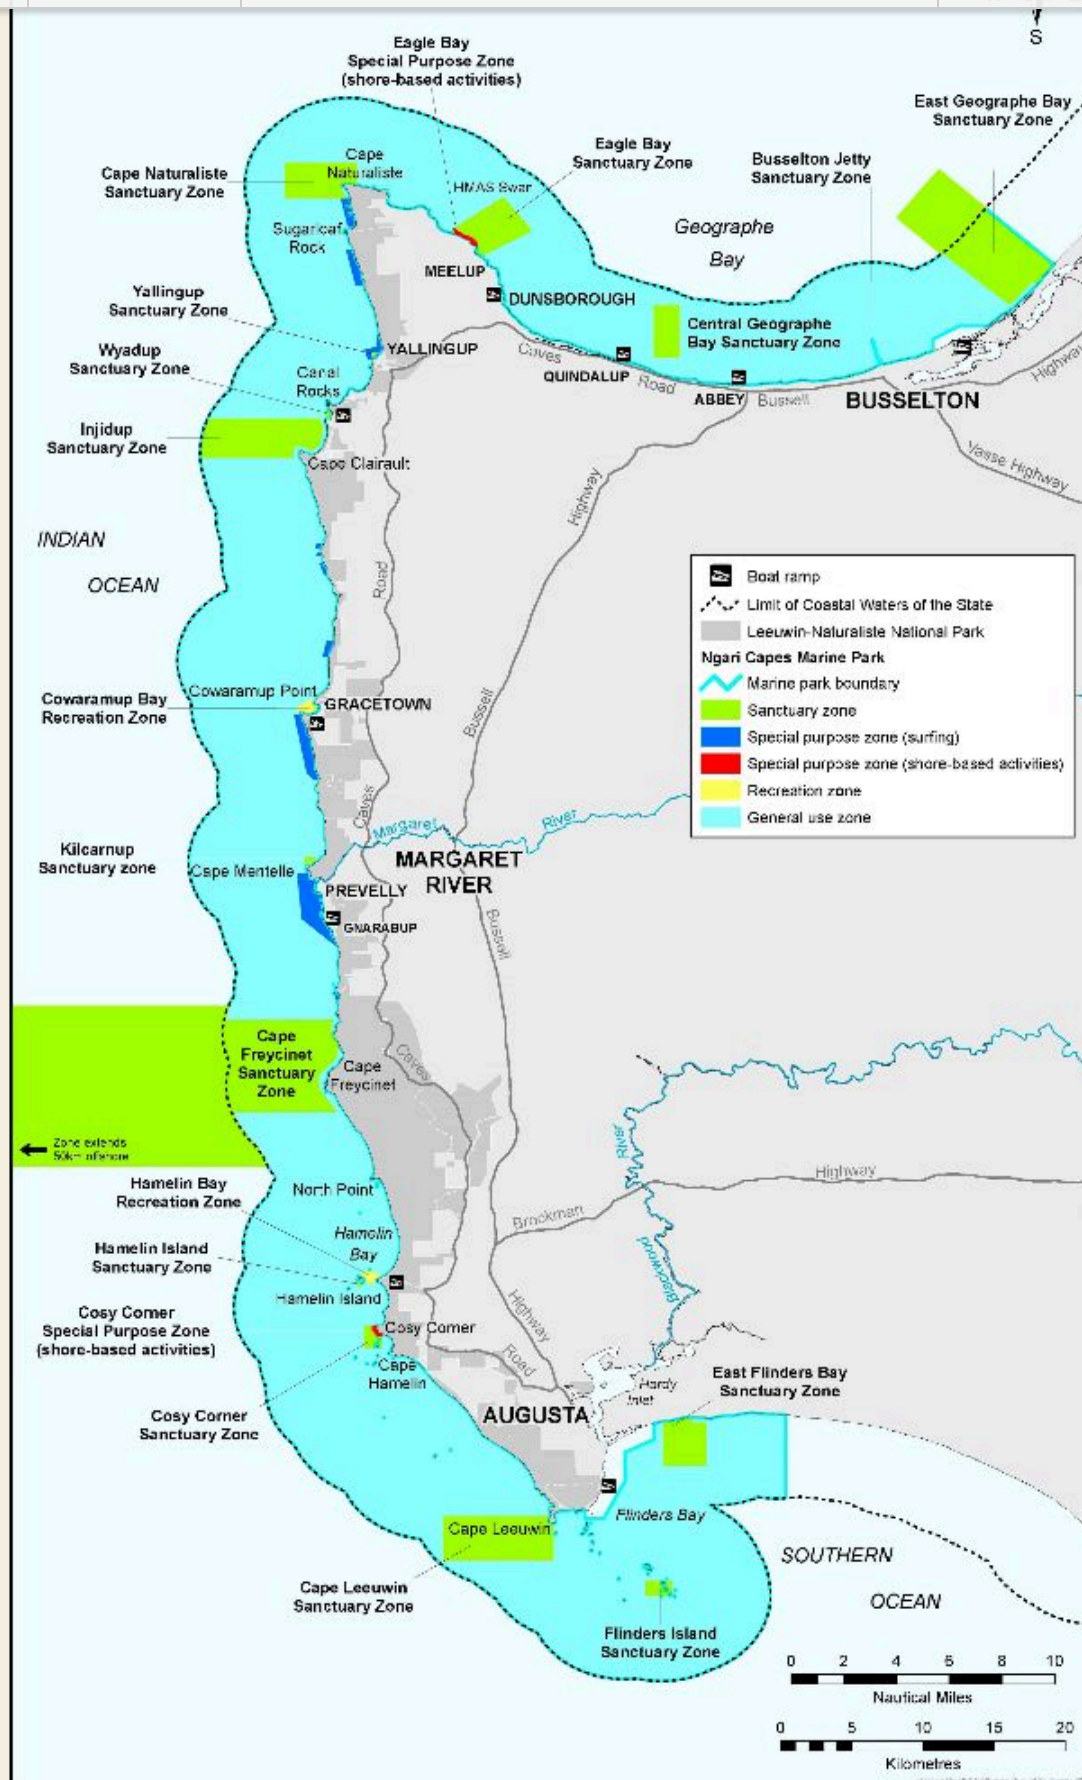 S
Eagle Bay
Special Purpose Zone
(shore-based activities)
East Geographe Bay
Sanctuary Zone
Eagle Bay
Sanctuary Zone
Busselton Jetty
Sanctuary Zone
Cape
Naturaliste
Cape Naturaliste
Sanctuary Zone
HMAS Swan
Sugarloaf
Rock
Geographe
Bay
MEELUP
Yallingup
Sanctuary Zone
DUNSBOROUGH
Central Geographe
Bay Sanctuary Zone
Wyadup
Sanctuary Zone
YALLINGUP
Caves
Road
QUINDALUP
Canal
Rocks
ABBEY
Bussell
BUSSELTON
Highway
Injidup
Sanctuary Zone
Cape Clairault
Vasse Highway
Highway
INDIAN
OCEAN
Road
Boat ramp
Limit of Coastal Waters of the State
Leeuwin-Naturaliste National Park
Ngari Capes Marine Park
Marine park boundary
Sanctuary zone
Special purpose zone (surfing)
Special purpose zone (shore-based activities)
Recreation zone
General use zone
Cowaramup Bay
Recreation Zone
Cowaramup Point
GRACETOWN
Bussell
Caves
Margaret
River
Kilcarnup
Sanctuary zone
Cape Mentelle
MARGARET
RIVER
PREVELLY
GNARABUP
Bussell
Cape
Freycinet
Sanctuary
Zone
Cape
Freycinet
Caves
Zone extends
50km offshore
River
Highway
Hamelin Bay
Recreation Zone
North Point
Brockman
Hamelin
Bay
Hamelin Island
Sanctuary Zone
Blackwood
Hamelin Island
Cosy Corner
Special Purpose Zone
(shore-based activities)
Cosy Corner
Highway
Road
Cape
Hamelin
Hardy
Inlet
East Flinders Bay
Sanctuary Zone
Cosy Corner
Sanctuary Zone
AUGUSTA
Flinders Bay
Cape Leeuwin
SOUTHERN
OCEAN
Cape Leeuwin
Sanctuary Zone
Flinders Island
Sanctuary Zone
0 2 4 6 8 10
Nautical Miles
0 5 10 15 20
Kilometres